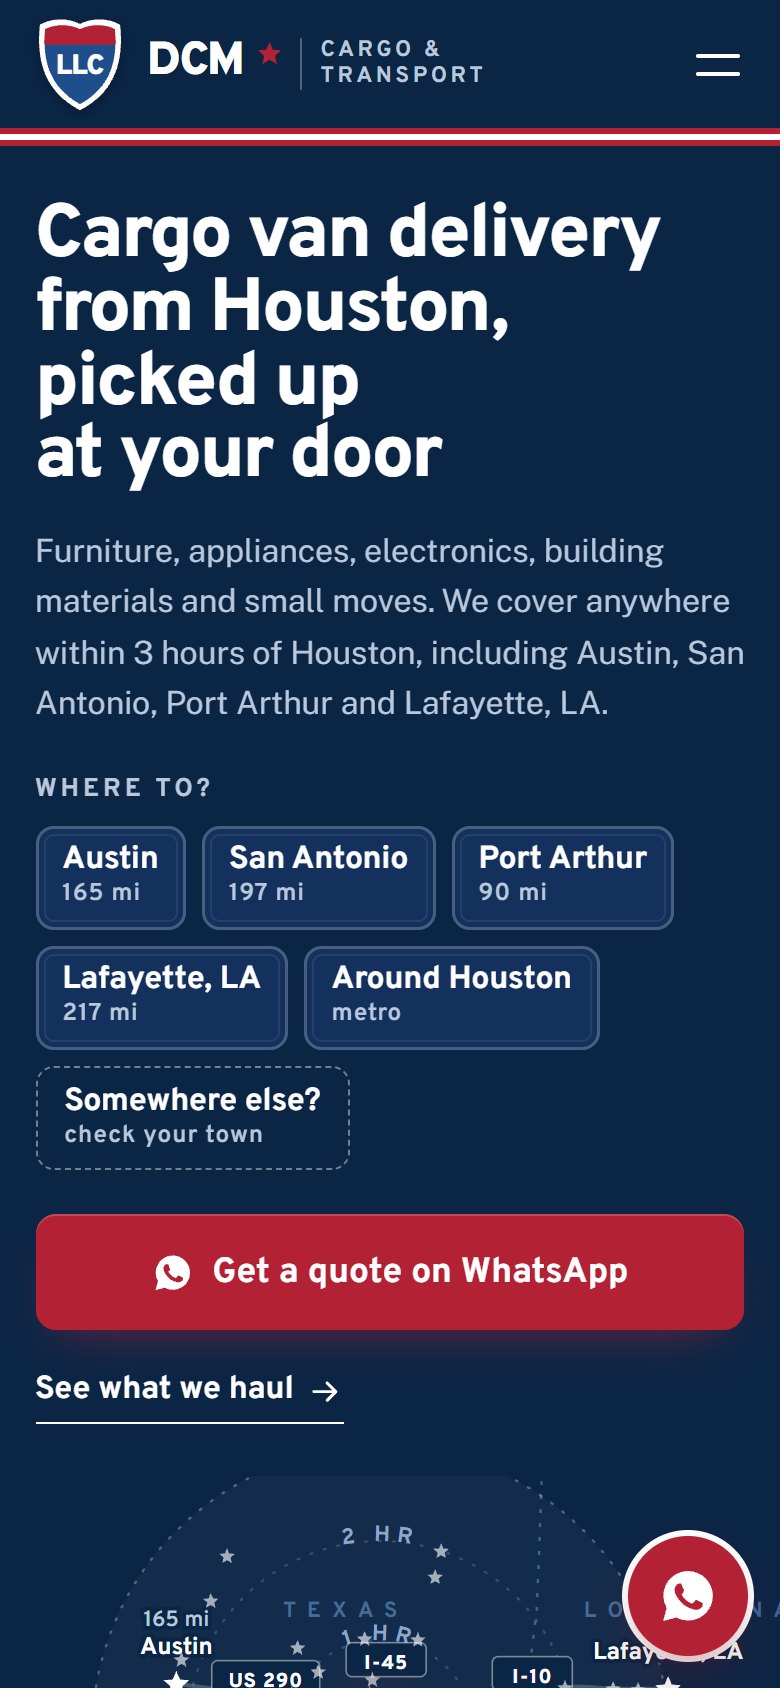 LLC
DCM
CARGO &
TRANSPORT
Cargo van delivery
from Houston,
picked up
at your door
Furniture, appliances, electronics, building
materials and small moves. We cover anywhere
within 3 hours of Houston, including Austin, San
Antonio, Port Arthur and Lafayette, LA.
WHERE TO?
Austin
165 mi
San Antonio
197 mi
Port Arthur
90 mi
Lafayette, LA
217 mi
Around Houston
metro
Somewhere else?
check your town
Get a quote on WhatsApp
See what we haul →
2 HR
TEXAS
1 HR
165 mi
Austin
US 290
I-45
I-10